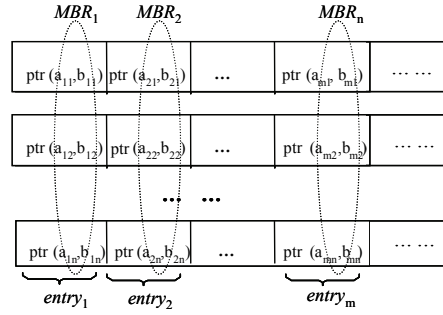 MBR1 MBR2 MBRn
ptr (a11,b11) ptr (a21,b21) ... ptr (am1, bm1) ... ...
ptr (a12,b12) ptr (a22,b22) ... ptr (am2,bm2) ... ...
... ...
ptr (a1n,b1n) ptr (a2n,b2n) ... ptr (amn,bmn) ... ...
entry1 entry2 entrym